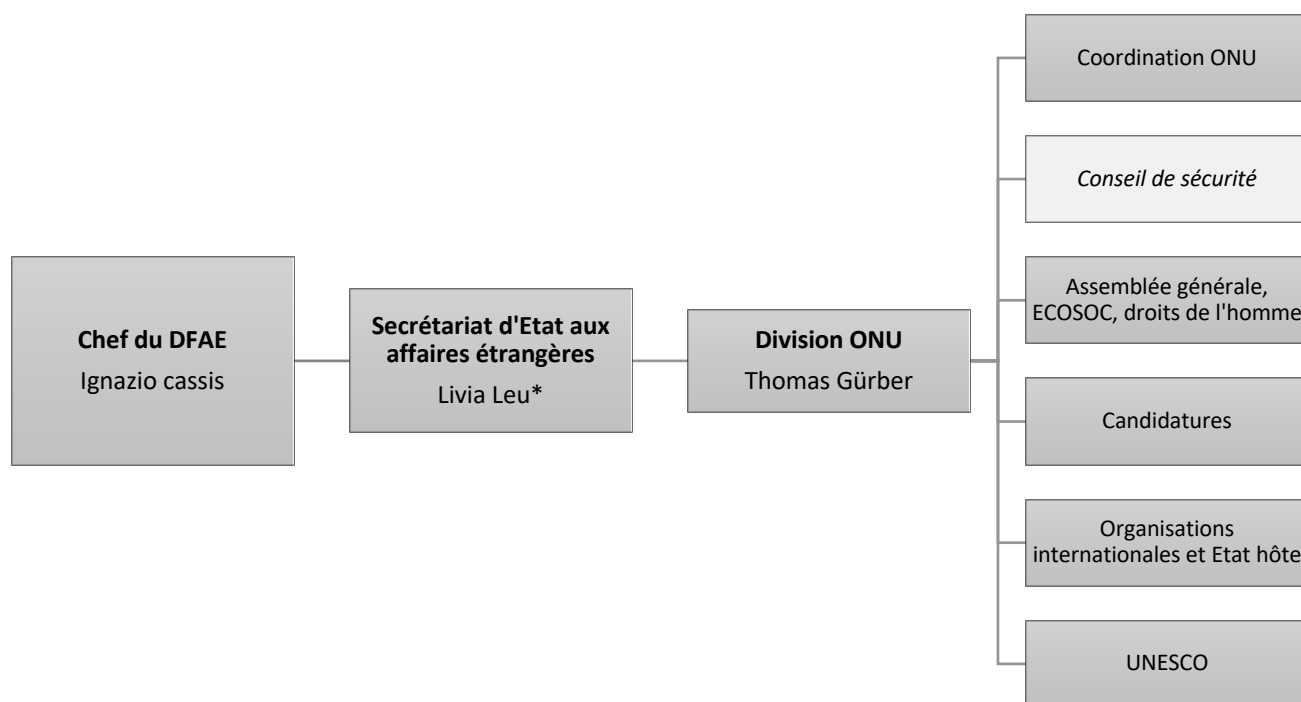 Chef du DFAE
Ignazio cassis
Secrétariat d'Etat aux
affaires étrangères
Livia Leu*
Division ONU
Thomas Gürber
Coordination ONU
Conseil de sécurité
Assemblée générale,
ECOSOC, droits de l'homme
Candidatures
Organisations
internationales et Etat hôte
UNESCO